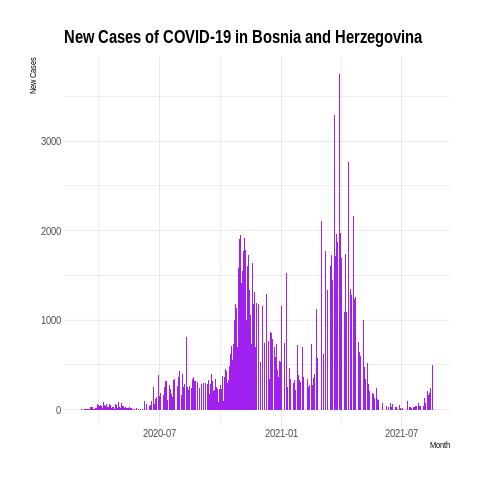 New Cases of COVID-19 in Bosnia and Herzegovina
New Cases
3000
2000
1000
0
2020-07 2021-01 2021-07
Month